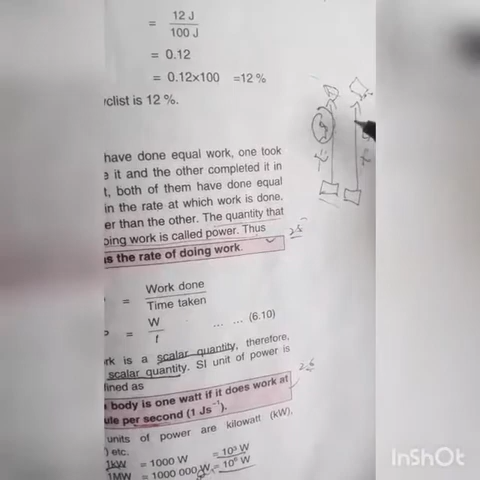 = 12 J / 100 J
= 0.12
= 0.12×100 =12 %
yclist is 12 %.
have done equal work, one took
e it and the other completed it in
t, both of them have done equal
in the rate at which work is done.
er than the other. The quantity that
oing work is called power. Thus
as the rate of doing work.
= Work done / Time taken
= W / t ... ... (6.10)
rk is a scalar quantity, therefore,
scalar quantity. SI unit of power is
fined as
body is one watt if it does work at
ule per second (1 Js⁻¹).
units of power are kilowatt (kW),
) etc.
1kW = 1000 W = 10³ W
1MW = 1000 000 W = 10⁶ W
InShOt